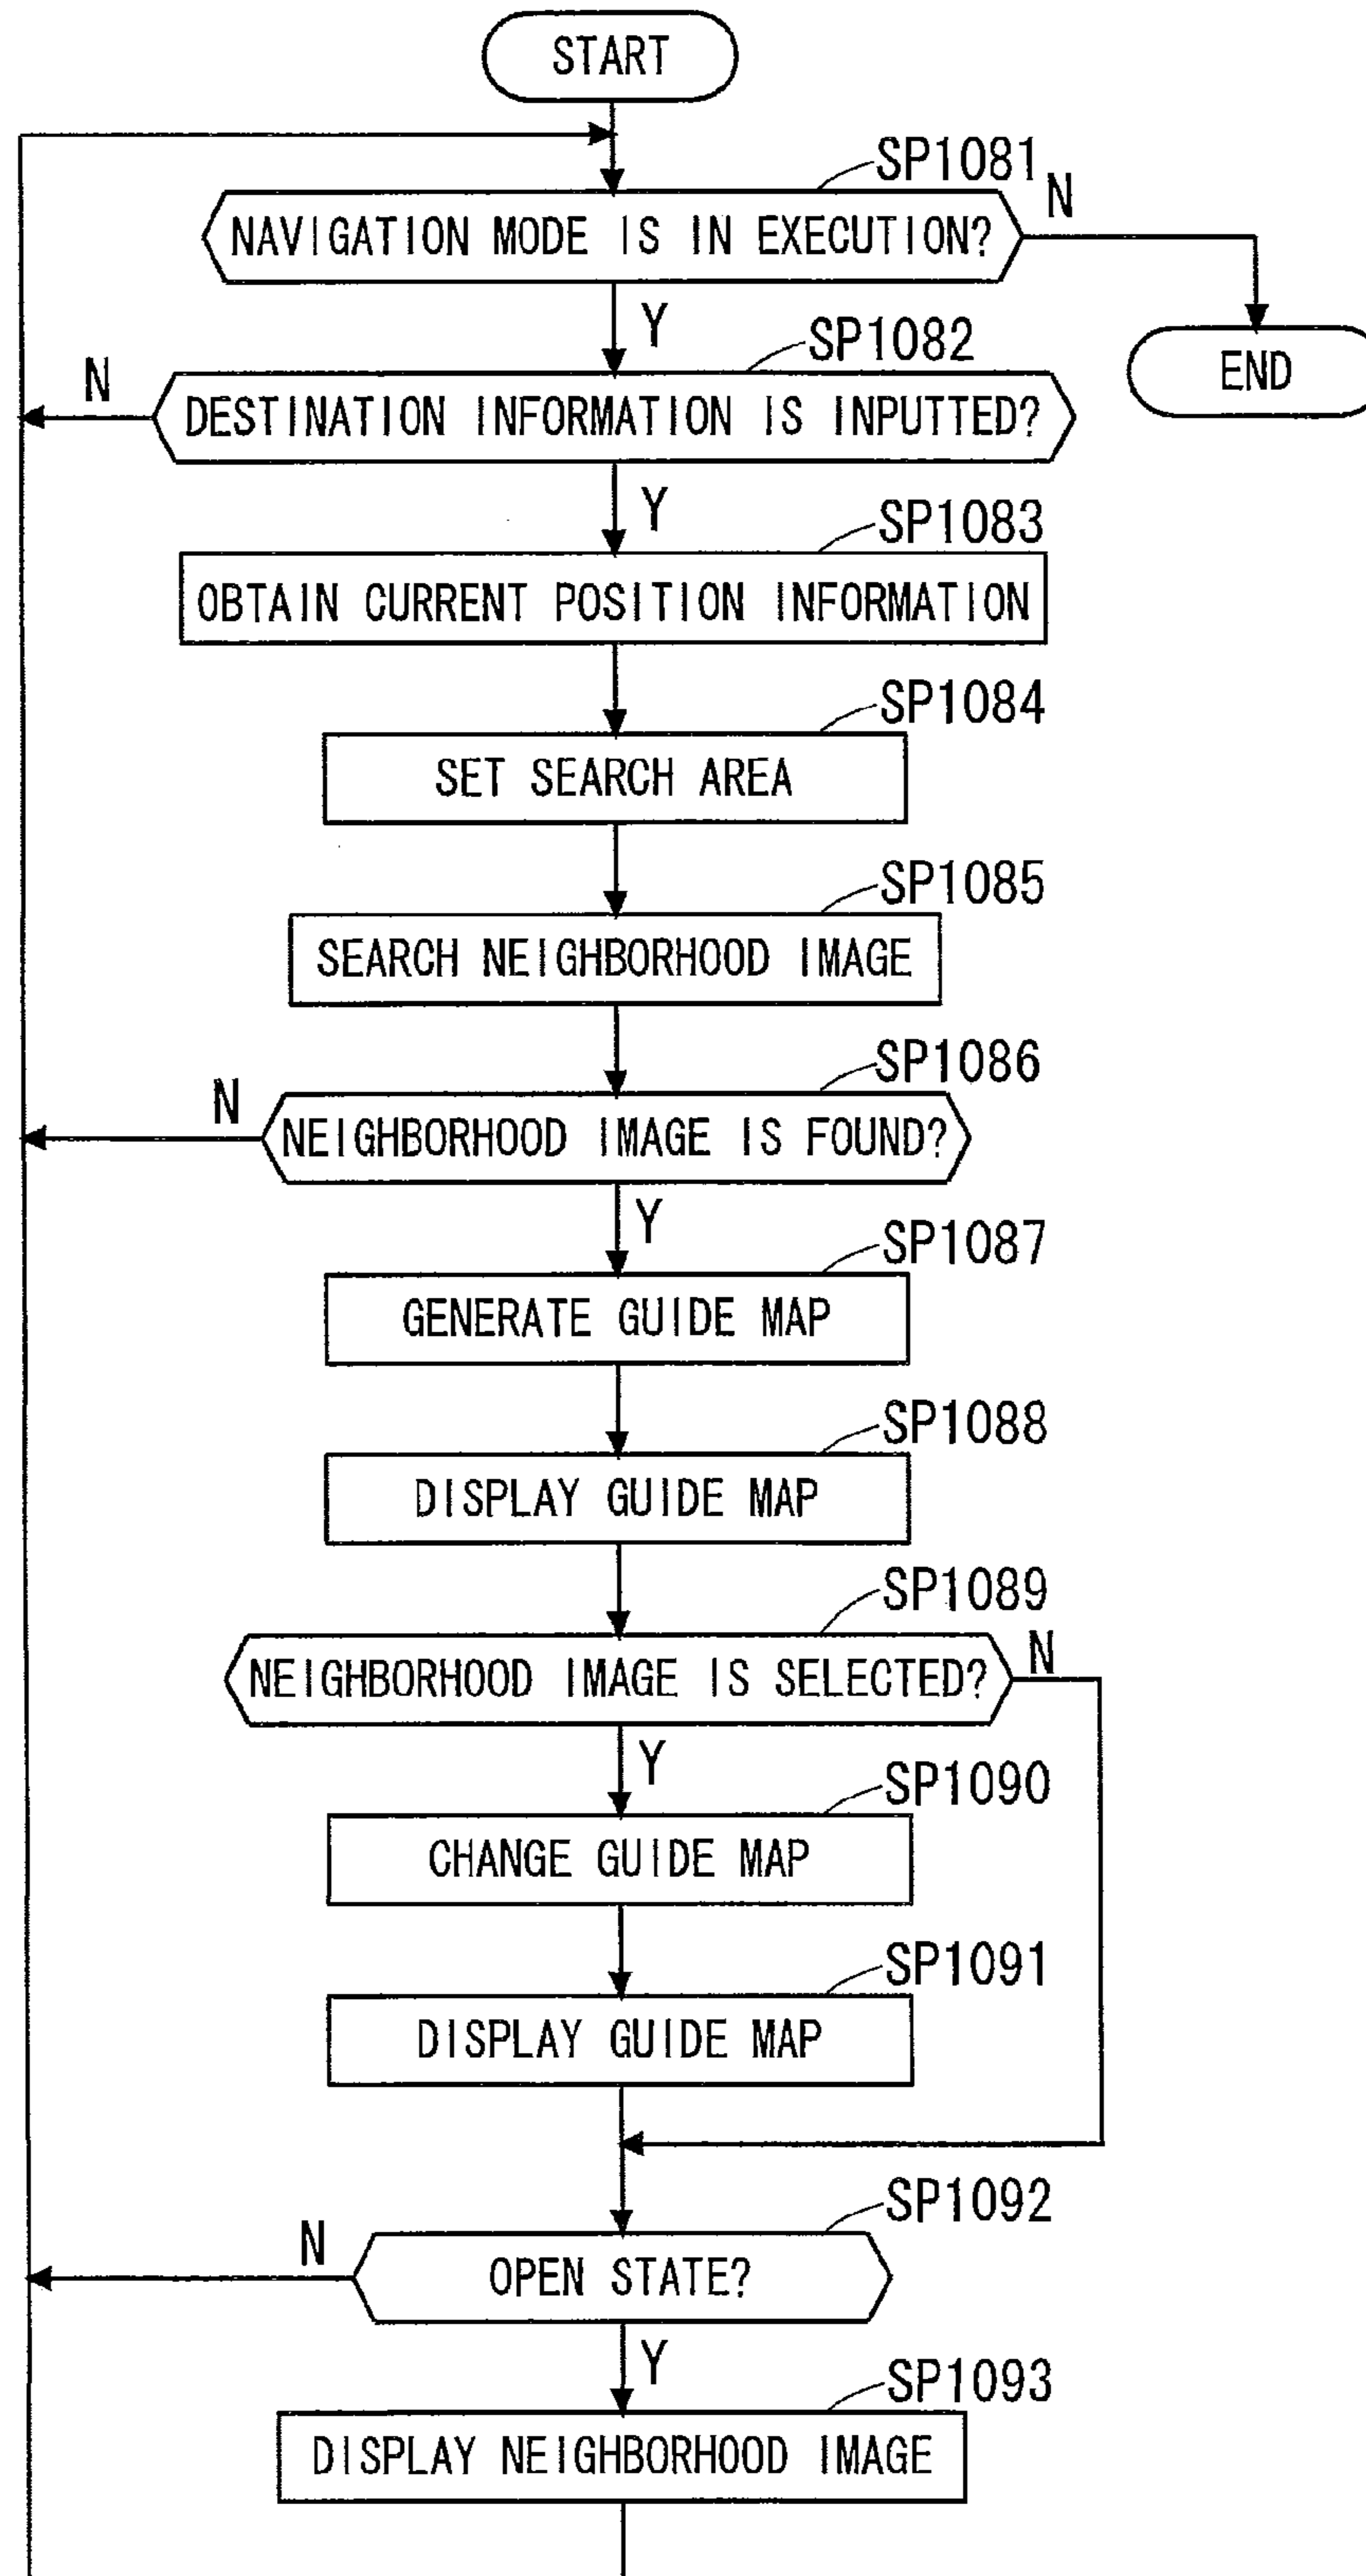 START
SP1081
NAVIGATION MODE IS IN EXECUTION?
N
Y
END
SP1082
N
DESTINATION INFORMATION IS INPUTTED?
Y
SP1083
OBTAIN CURRENT POSITION INFORMATION
SP1084
SET SEARCH AREA
SP1085
SEARCH NEIGHBORHOOD IMAGE
SP1086
N
NEIGHBORHOOD IMAGE IS FOUND?
Y
SP1087
GENERATE GUIDE MAP
SP1088
DISPLAY GUIDE MAP
SP1089
NEIGHBORHOOD IMAGE IS SELECTED?
N
Y
SP1090
CHANGE GUIDE MAP
SP1091
DISPLAY GUIDE MAP
SP1092
N
OPEN STATE?
Y
SP1093
DISPLAY NEIGHBORHOOD IMAGE